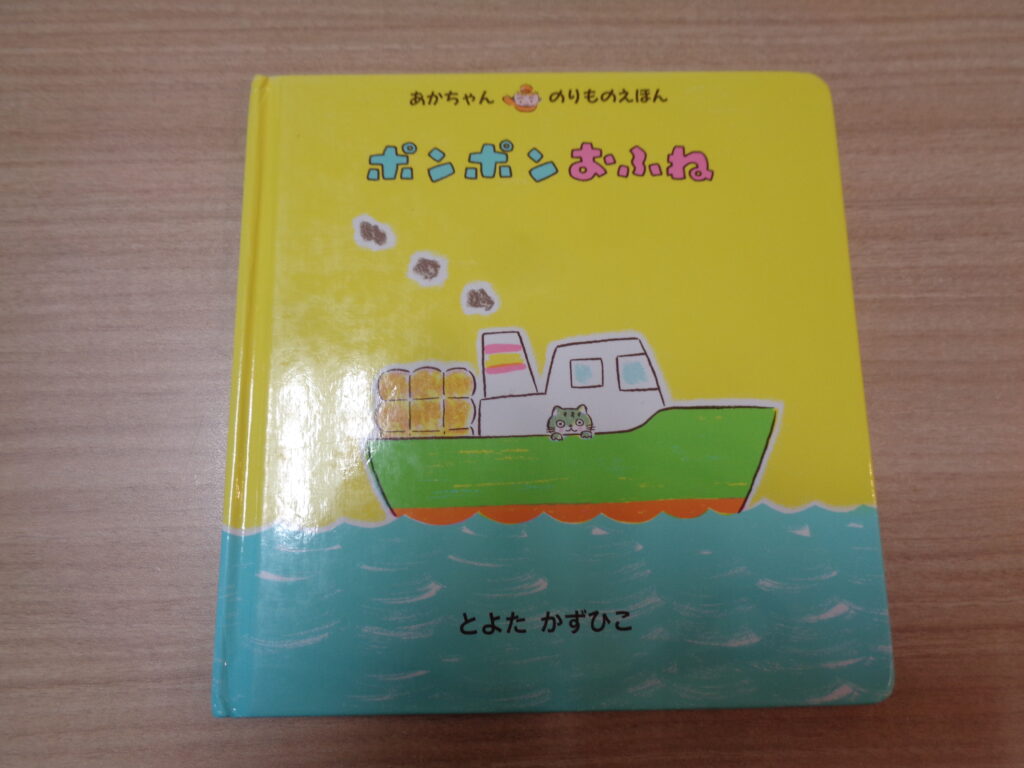 あかちゃん のりものえほん
ポンポンおふね
とよた かずひこ